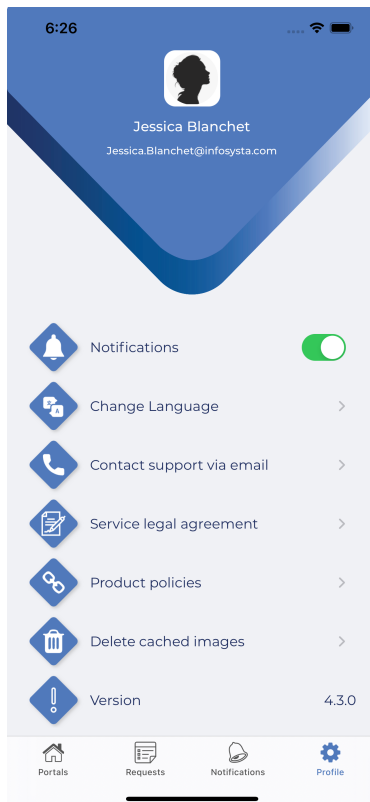 6:26
Jessica Blanchet
Jessica.Blanchet@infosysta.com
Notifications
Change Language
Contact support via email
Service legal agreement
Product policies
Delete cached images
Version 4.3.0
Portals Requests Notifications Profile